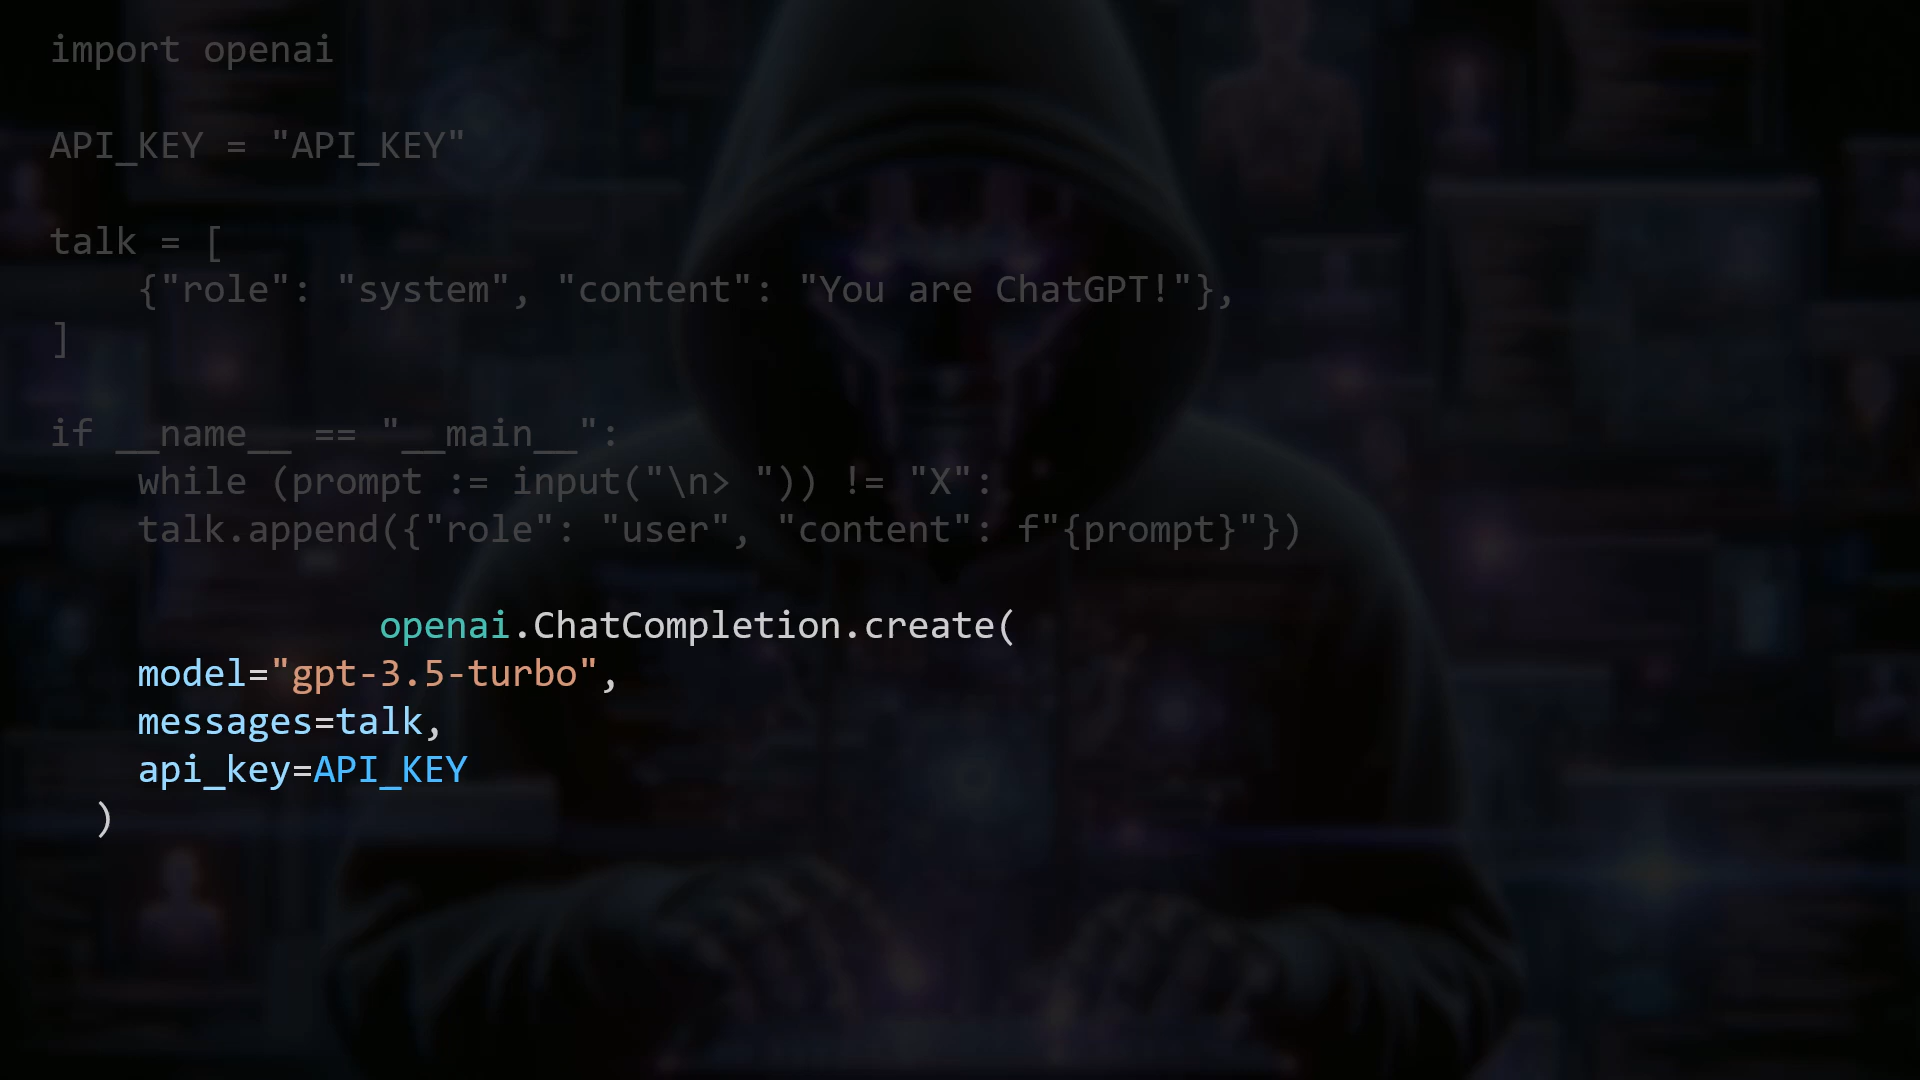 import openai
API_KEY = "API_KEY"
talk = [
    {"role": "system", "content": "You are ChatGPT!"},
]
if __name__ == "__main__":
    while (prompt := input("\n> ")) != "X":
    talk.append({"role": "user", "content": f"{prompt}"})
               openai.ChatCompletion.create(
    model="gpt-3.5-turbo",
    messages=talk,
    api_key=API_KEY
  )